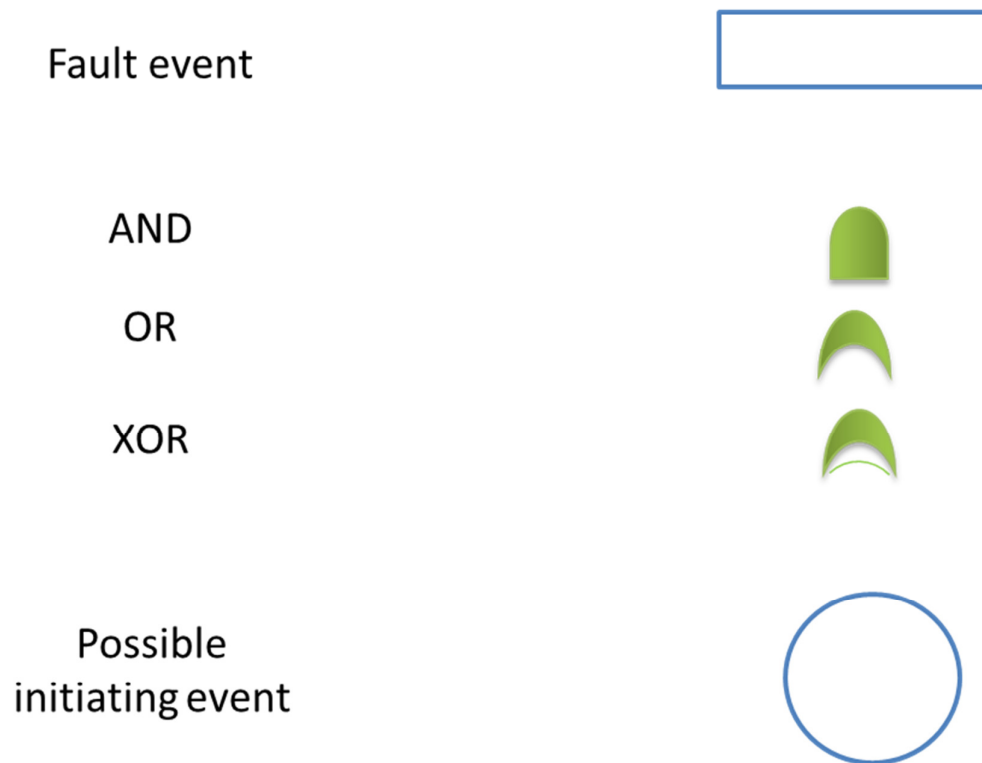 Fault event
AND
OR
XOR
Possible
initiating event